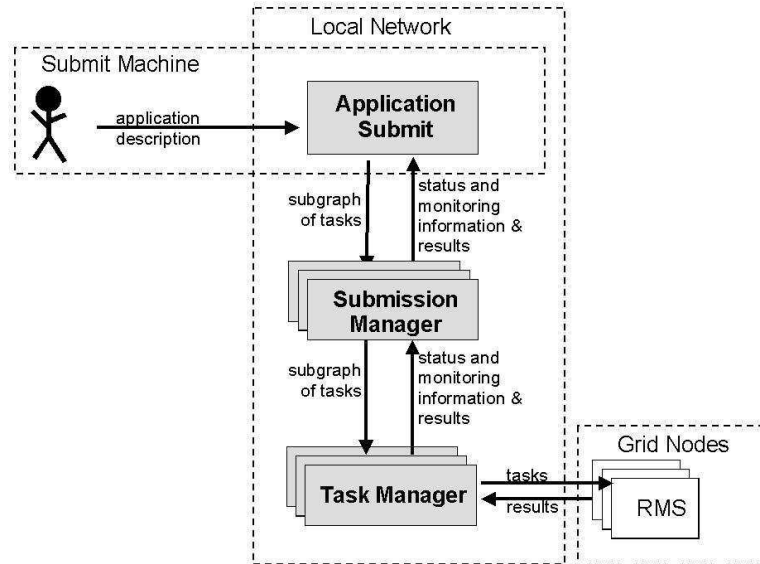 Local Network
Submit Machine
application
description
Application
Submit
subgraph
of tasks
status and
monitoring
information &
results
Submission
Manager
subgraph
of tasks
status and
monitoring
information &
results
Grid Nodes
Task Manager
tasks
results
RMS